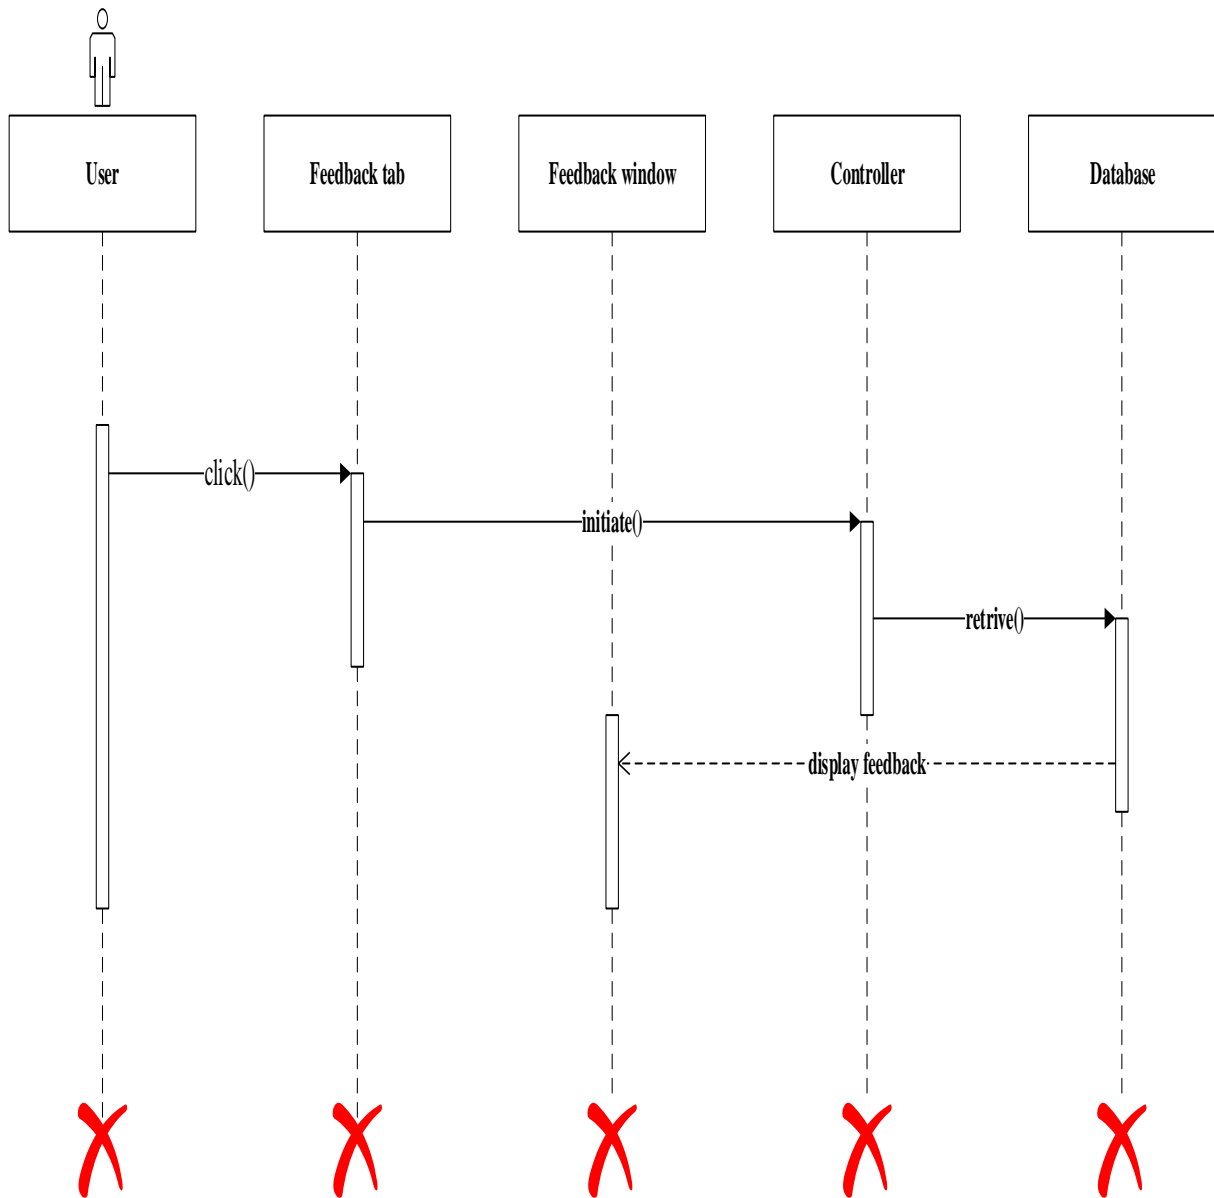 User
Feedback tab
Feedback window
Controller
Database
click()
initiate()
retrive()
display feedback